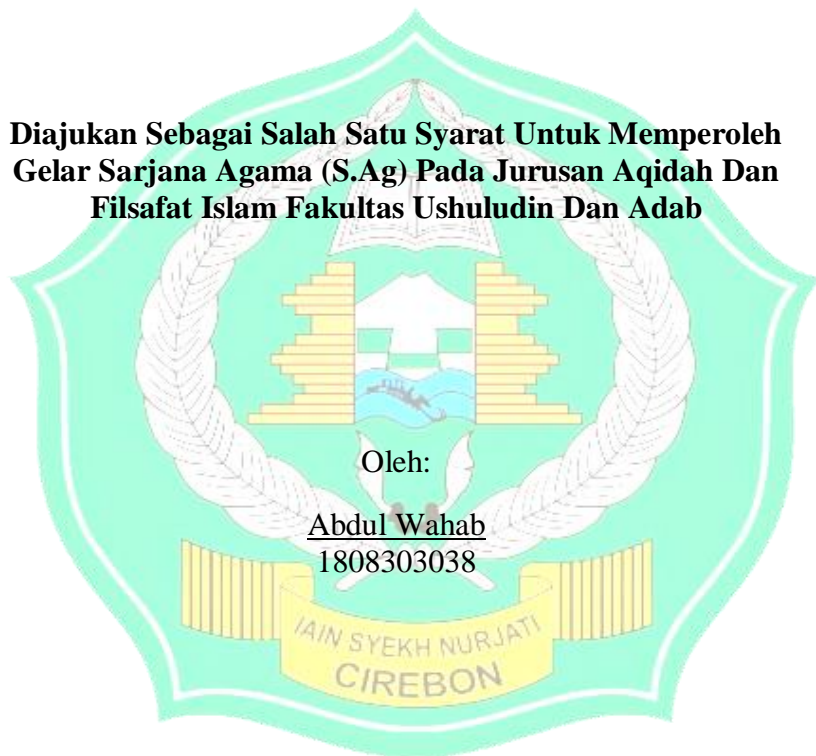 Diajukan Sebagai Salah Satu Syarat Untuk Memperoleh
Gelar Sarjana Agama (S.Ag) Pada Jurusan Aqidah Dan
Filsafat Islam Fakultas Ushuludin Dan Adab
Oleh:
Abdul Wahab
1808303038
IAIN SYEKH NURJATI
CIREBON